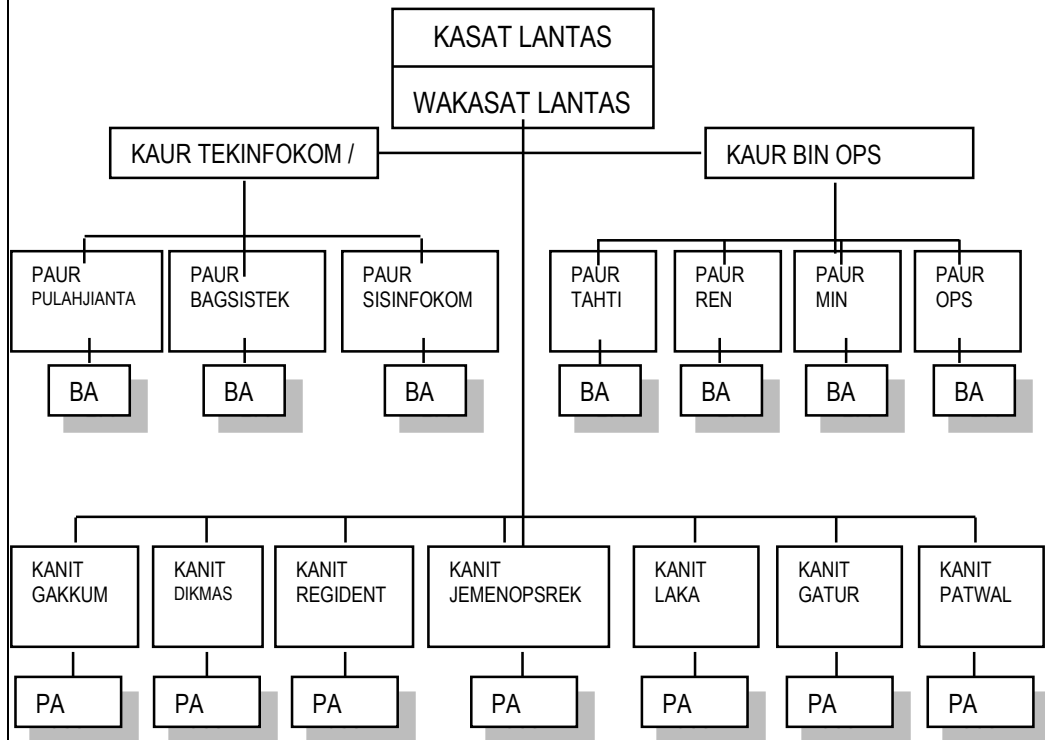 KASAT LANTAS
WAKASAT LANTAS
KAUR TEKINFOKOM /
KAUR BIN OPS
PAUR
PULAHJIANTA
PAUR
BAGSISTEK
PAUR
SISINFOKOM
PAUR
TAHTI
PAUR
REN
PAUR
MIN
PAUR
OPS
BA
BA
BA
BA
BA
BA
BA
KANIT
GAKKUM
KANIT
DIKMAS
KANIT
REGIDENT
KANIT
JEMENOPSREK
KANIT
LAKA
KANIT
GATUR
KANIT
PATWAL
PA
PA
PA
PA
PA
PA
PA